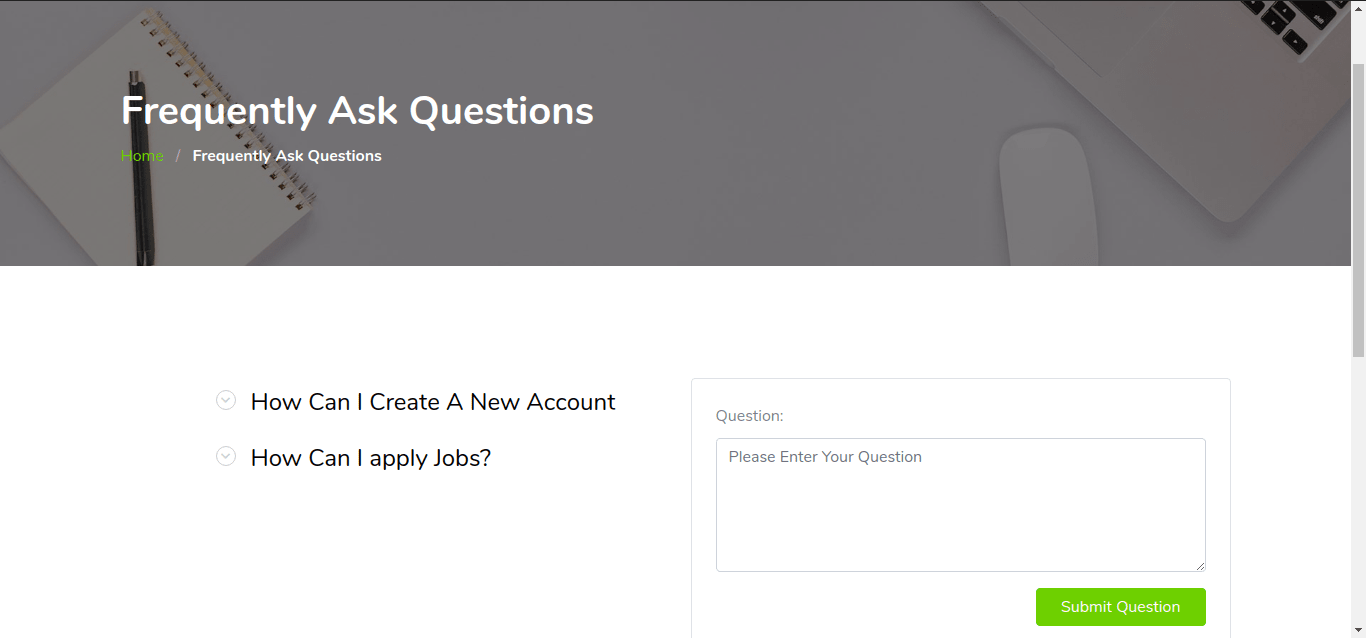 Frequently Ask Questions
Home / Frequently Ask Questions
How Can I Create A New Account
How Can I apply Jobs?
Question:
Please Enter Your Question
Submit Question